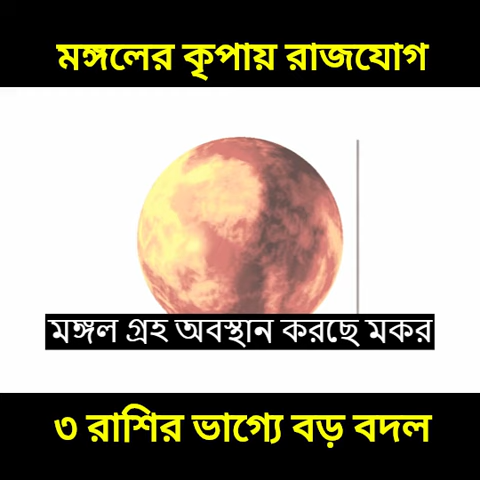 মঙ্গলের কৃপায় রাজযোগ
মঙ্গল গ্রহ অবস্থান করছে মকর
৩ রাশির ভাগ্যে বড় বদল